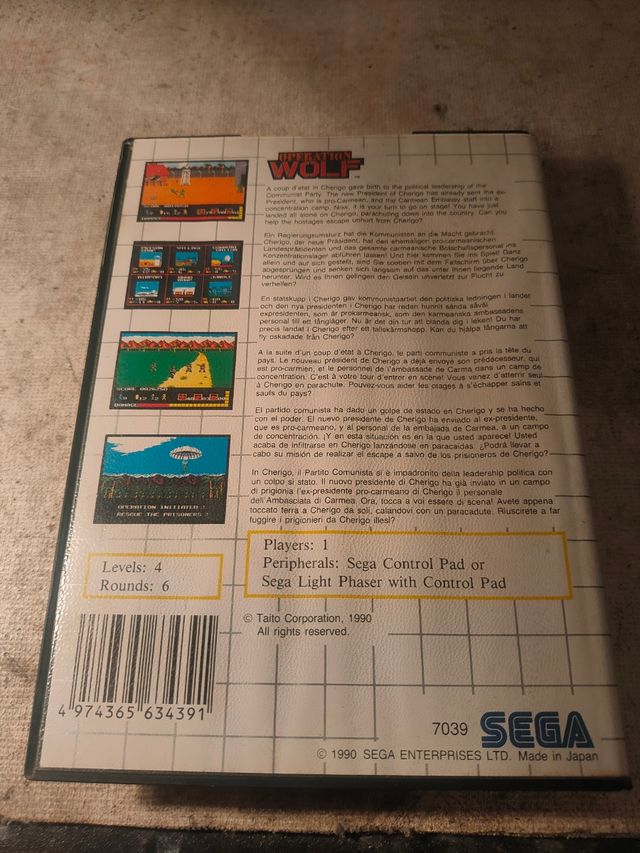 OPERATION
WOLF
A coup d'etat in Cherigo gave birth to the political leadership of the
Communist Party. The new President of Cherigo has already sent the ex-
President, who is pro-Carmean, and the Carmean Embassy staff into a
concentration camp. Now, it is your turn to go on stage! You have just
landed all alone on Cherigo, parachuting down into the country. Can you
help the hostages escape unhurt from Cherigo?
Ein Regierungsumsturz hat die Kommunisten an die Macht gebracht.
Cherigo, der neue Präsident, hat den ehemaligen pro-carmenischen
Landespräsidenten und das gesamte carmeanische Botschaftspersonal ins
Konzentrationslager abführen lassen! Und hier kommen Sie ins Spiel! Ganz
allein und auf sich gestellt, sind Sie soeben mit dem Fallschirm über Cherigo
abgesprungen und senken sich langsam auf das unter Ihnen liegende Land
herunter. Wird es Ihnen gelingen den Geiseln unverletzt zur Flucht zu
verhelfen?
En statskupp i Cherigo gav kommunistpartiet den politiska ledningen i landet
och den nya presidenten i Cherigo har redan hunnit sända såväl
expresidenten, som är prokarmeansk, som den karmeanska ambassadens
personal till ett fångläger. Nu är det din tur att blanda dig i leken! Du har
precis landat i Cherigo efter ett fallskärmshopp. Kan du hjälpa fångarna att
fly oskadade från Cherigo?
A la suite d'un coup d'état à Cherigo, le parti communiste a pris la tête du
pays. Le nouveau président de Cherigo a déjà envoyé son prédécesseur, qui
est pro-carmien, et le personnel de l'ambassade de Carma dans un camp de
concentration. C'est à votre tour d'entrer en scène! Vous venez d'atterrir seul
à Cherigo en parachute. Pouvez-vous aider les otages à s'échapper sains et
saufs du pays?
El partido comunista ha dado un golpe de estado en Cherigo y se ha hecho
con el poder. El nuevo presidente de Cherigo ha enviado al ex-presidente,
que es pro-carmeano, y al personal de la embajada de Carmea, a un campo
de concentración. ¡Y en esta situación es en la que usted aparece! Usted
acaba de infiltrarse en Cherigo lanzándose en paracaídas. ¿Podrá llevar a
cabo su misión de realizar el escape a salvo de los prisioneros de Cherigo?
In Cherigo, il Partito Comunista si è impadronito della leadership politica con
un colpo si stato. Il nuovo presidente di Cherigo ha già inviato in un campo
di prigionia l'ex-presidente pro-carmeano di Cherigo il personale
dell'Ambasciata di Carmea. Ora, tocca a voi essere di scena! Avete appena
toccato terra a Cherigo da soli, calandovi con un paracadute. Riuscirete a far
fuggire i prigionieri da Cherigo illesi?
OPERATION INITIATED !
RESCUE THE PRISONERS !
Levels: 4
Rounds: 6
Players: 1
Peripherals: Sega Control Pad or
Sega Light Phaser with Control Pad
© Taito Corporation, 1990
All rights reserved.
4 974365 634391
7039 SEGA
© 1990 SEGA ENTERPRISES LTD. Made in Japan